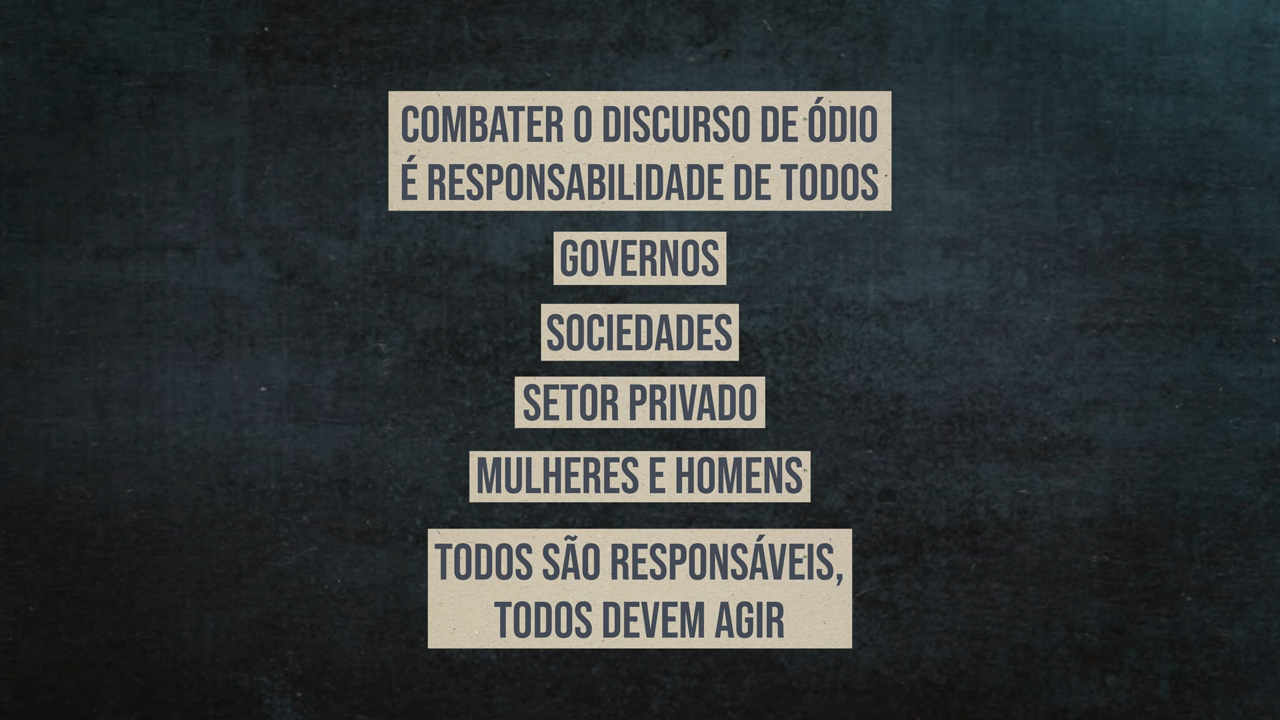 COMBATER O DISCURSO DE ÓDIO
É RESPONSABILIDADE DE TODOS
GOVERNOS
SOCIEDADES
SETOR PRIVADO
MULHERES E HOMENS
TODOS SÃO RESPONSÁVEIS,
TODOS DEVEM AGIR